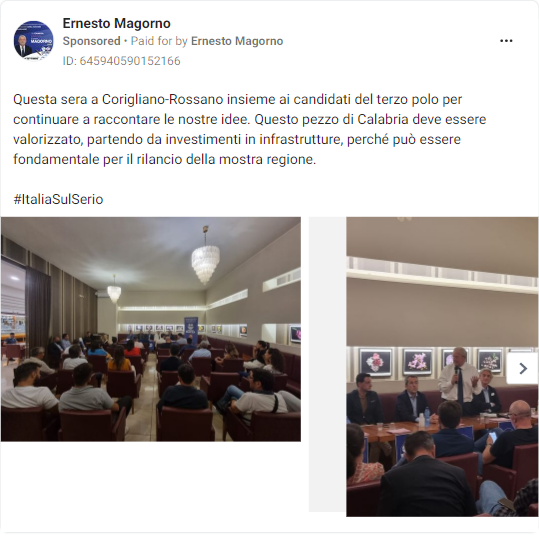 Ernesto Magorno
Sponsored • Paid for by Ernesto Magorno
ID: 645940590152166
Questa sera a Corigliano-Rossano insieme ai candidati del terzo polo per
continuare a raccontare le nostre idee. Questo pezzo di Calabria deve essere
valorizzato, partendo da investimenti in infrastrutture, perché può essere
fondamentale per il rilancio della mostra regione.
#ItaliaSulSerio